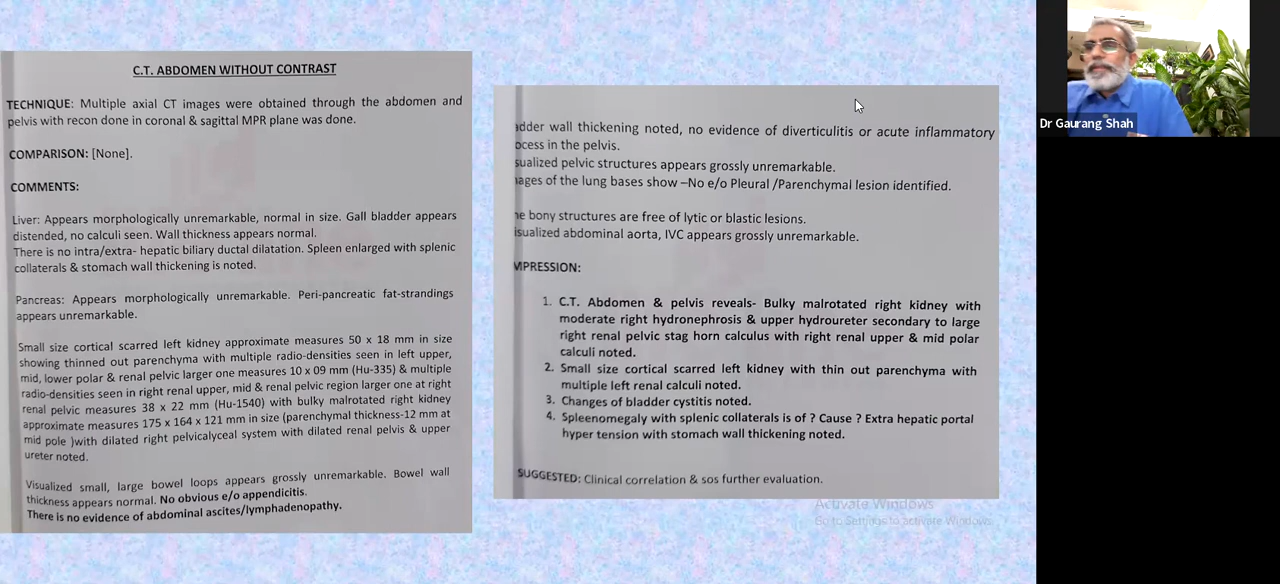 C.T. ABDOMEN WITHOUT CONTRAST
TECHNIQUE: Multiple axial CT images were obtained through the abdomen and
pelvis with recon done in coronal & sagittal MPR plane was done.
COMPARISON: [None].
COMMENTS:
Liver: Appears morphologically unremarkable, normal in size. Gall bladder appears
distended, no calculi seen. Wall thickness appears normal.
There is no intra/extra- hepatic biliary ductal dilatation. Spleen enlarged with splenic
collaterals & stomach wall thickening is noted.
Pancreas: Appears morphologically unremarkable. Peri-pancreatic fat-strandings
appears unremarkable.
Small size cortical scarred left kidney approximate measures 50 x 18 mm in size
showing thinned out parenchyma with multiple radio-densities seen in left upper,
mid, lower polar & renal pelvic larger one measures 10 x 09 mm (Hu-335) & multiple
radio-densities seen in right renal upper, mid & renal pelvic region larger one at right
renal pelvic measures 38 x 22 mm (Hu-1540) with bulky malrotated right kidney
approximate measures 175 x 164 x 121 mm in size (parenchymal thickness-12 mm at
mid pole )with dilated right pelvicalyceal system with dilated renal pelvis & upper
ureter noted.
Visualized small, large bowel loops appears grossly unremarkable. Bowel wall
thickness appears normal. No obvious e/o appendicitis.
There is no evidence of abdominal ascites/lymphadenopathy.
adder wall thickening noted, no evidence of diverticulitis or acute inflammatory
ocess in the pelvis.
sualized pelvic structures appears grossly unremarkable.
ages of the lung bases show –No e/o Pleural /Parenchymal lesion identified.
he bony structures are free of lytic or blastic lesions.
isualized abdominal aorta, IVC appears grossly unremarkable.
MPRESSION:
1. C.T. Abdomen & pelvis reveals- Bulky malrotated right kidney with
moderate right hydronephrosis & upper hydroureter secondary to large
right renal pelvic stag horn calculus with right renal upper & mid polar
calculi noted.
2. Small size cortical scarred left kidney with thin out parenchyma with
multiple left renal calculi noted.
3. Changes of bladder cystitis noted.
4. Spleenomegaly with splenic collaterals is of ? Cause ? Extra hepatic portal
hyper tension with stomach wall thickening noted.
SUGGESTED: Clinical correlation & sos further evaluation.
Activate Windows
Go to Settings to activate Windows.
Dr Gaurang Shah